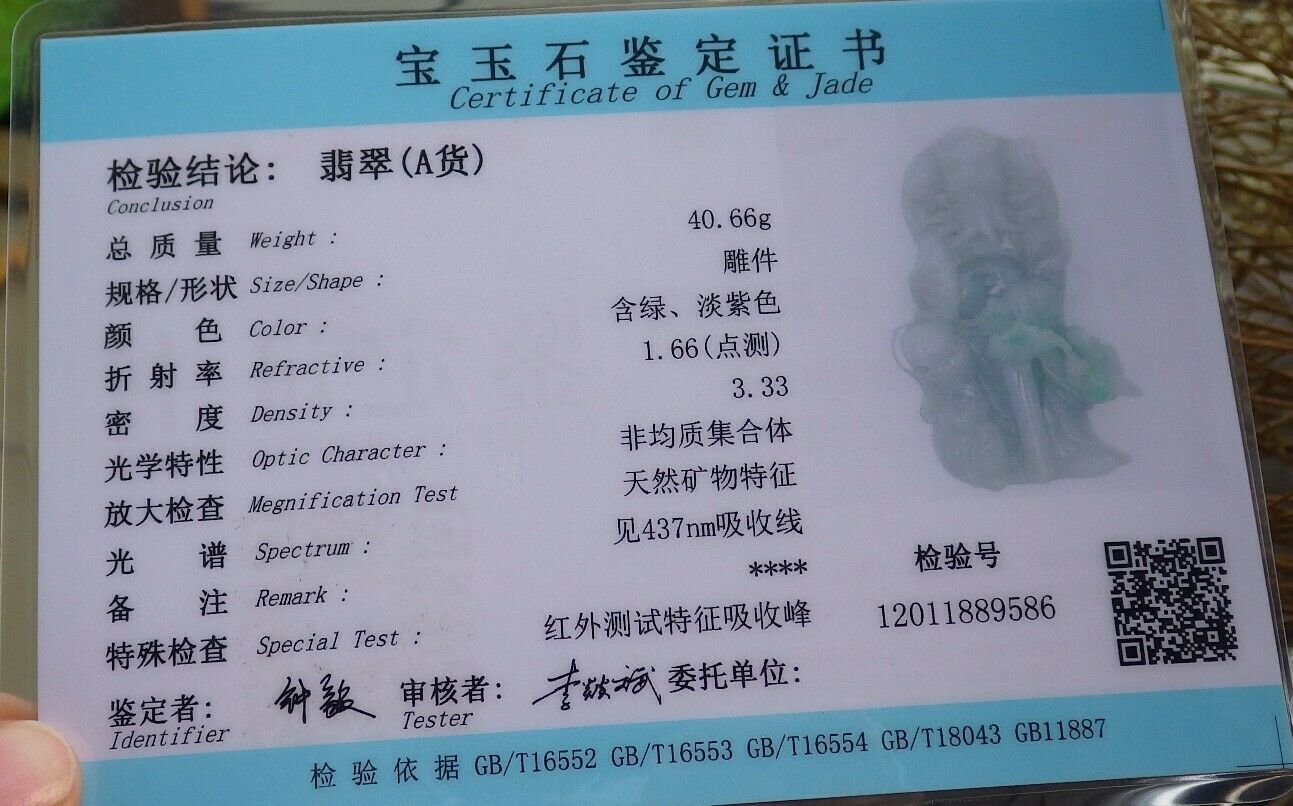 宝玉石鉴定证书
Certificate of Gem & Jade
检验结论: 翡翠(A货)
Conclusion
总质量 Weight : 40.66g
规格/形状 Size/Shape : 雕件
颜色 Color : 含绿、淡紫色
折射率 Refractive : 1.66(点测)
密度 Density : 3.33
光学特性 Optic Character : 非均质集合体
放大检查 Megnification Test 天然矿物特征
光谱 Spectrum : 见437nm吸收线
备注 Remark : ****
特殊检查 Special Test : 红外测试特征吸收峰
检验号
12011889586
鉴定者: 审核者: 委托单位:
Identifier Tester
检验依据 GB/T16552 GB/T16553 GB/T16554 GB/T18043 GB11887